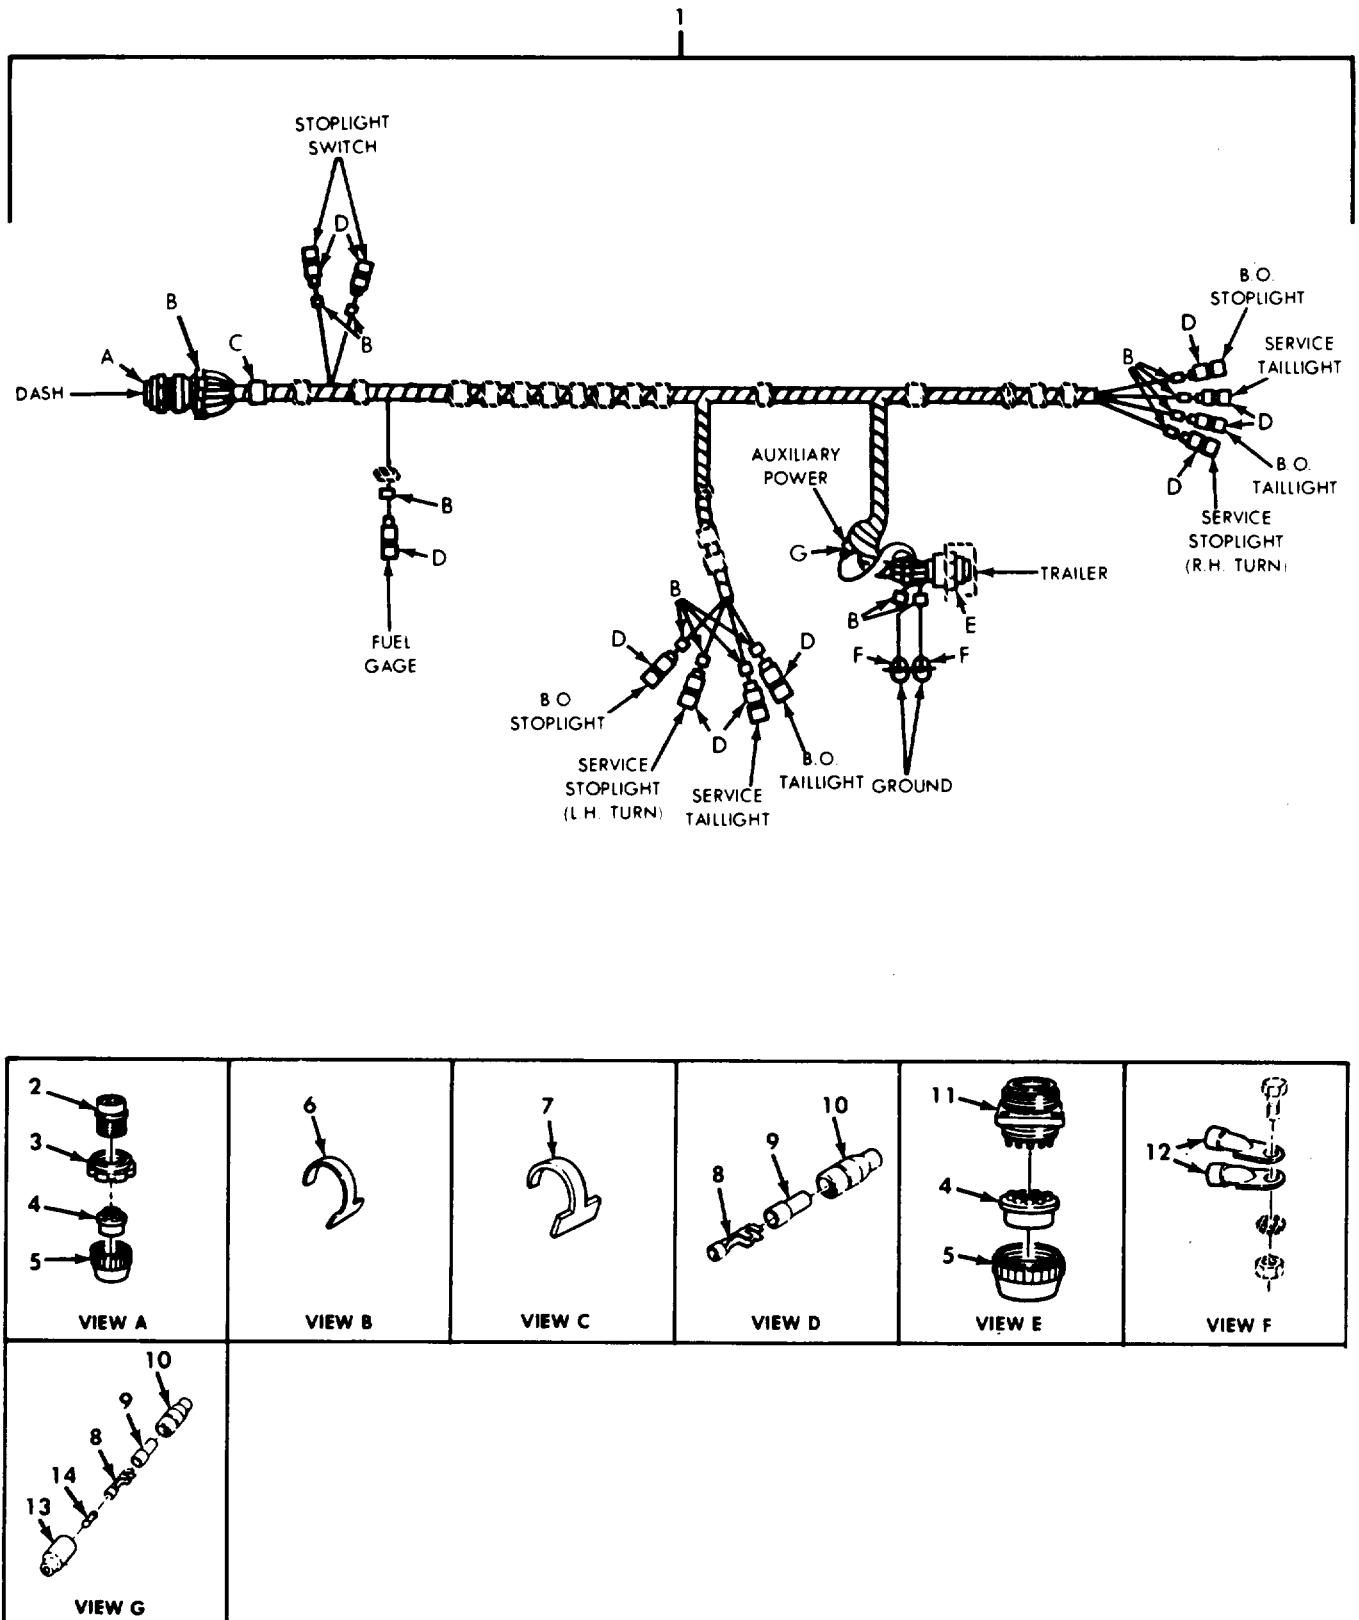 1
STOPLIGHT
SWITCH
D
B
B
C
A
DASH
B
D
FUEL
GAGE
B.O.
STOPLIGHT
D
B
SERVICE
TAILLIGHT
D
B.O.
TAILLIGHT
D
SERVICE
STOPLIGHT
(R.H. TURN)
AUXILIARY
POWER
G
TRAILER
B
E
F
F
GROUND
B
D
D
B O
STOPLIGHT
D
SERVICE
STOPLIGHT
(L.H. TURN)
SERVICE
TAILLIGHT
B.O.
TAILLIGHT
2
3
4
5
VIEW A
6
VIEW B
7
VIEW C
10
9
8
VIEW D
11
4
5
VIEW E
12
VIEW F
10
9
8
14
13
VIEW G